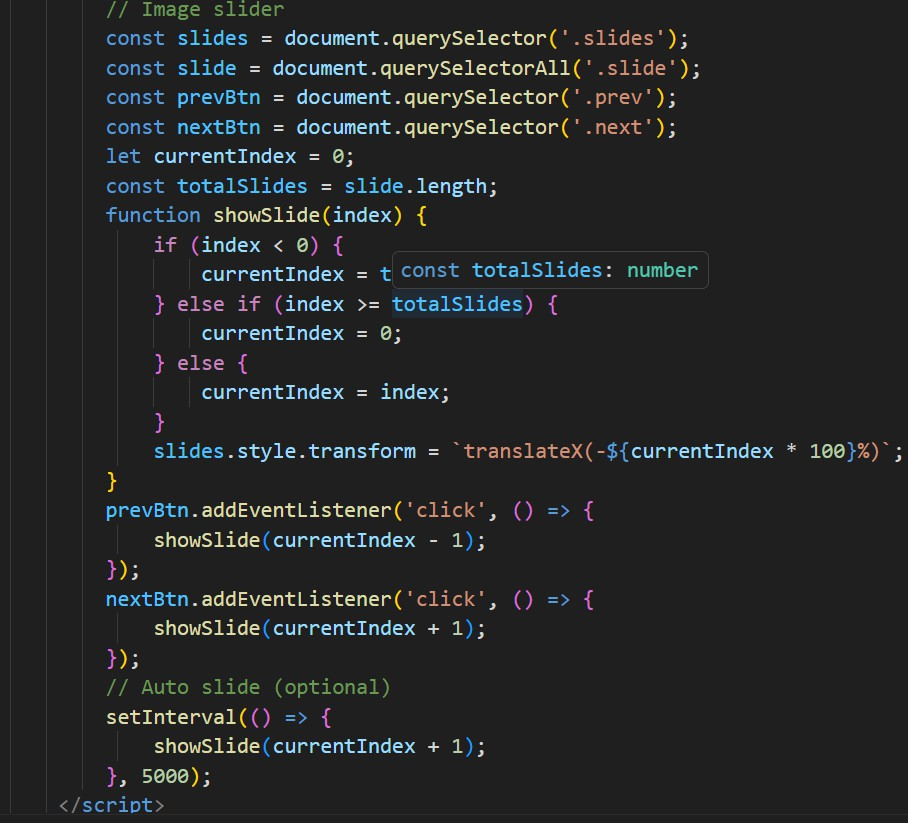 // Image slider
const slides = document.querySelector('.slides');
const slide = document.querySelectorAll('.slide');
const prevBtn = document.querySelector('.prev');
const nextBtn = document.querySelector('.next');
let currentIndex = 0;
const totalSlides = slide.length;
function showSlide(index) {
    if (index < 0) {
        currentIndex = t
const totalSlides: number
    } else if (index >= totalSlides) {
        currentIndex = 0;
    } else {
        currentIndex = index;
    }
    slides.style.transform = `translateX(-${currentIndex * 100}%)`;
}
prevBtn.addEventListener('click', () => {
    showSlide(currentIndex - 1);
});
nextBtn.addEventListener('click', () => {
    showSlide(currentIndex + 1);
});
// Auto slide (optional)
setInterval(() => {
    showSlide(currentIndex + 1);
}, 5000);
</script>